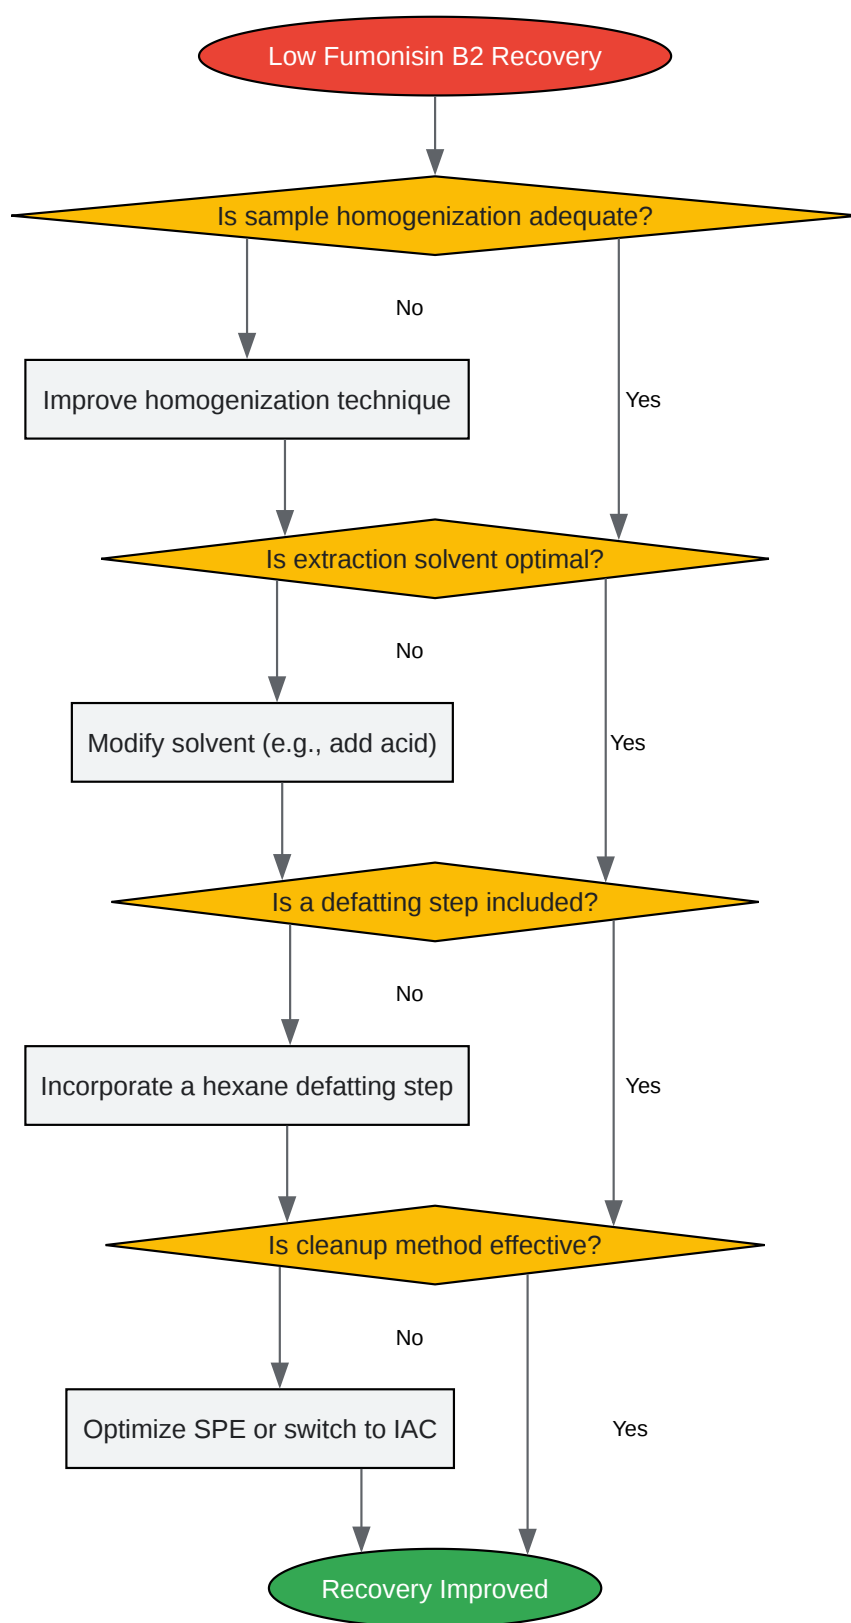 Low Fumonisin B2 Recovery
Is sample homogenization adequate?
No
Improve homogenization technique
Yes
Is extraction solvent optimal?
No
Modify solvent (e.g., add acid)
Yes
Is a defatting step included?
No
Incorporate a hexane defatting step
Yes
Is cleanup method effective?
No
Optimize SPE or switch to IAC
Yes
Recovery Improved